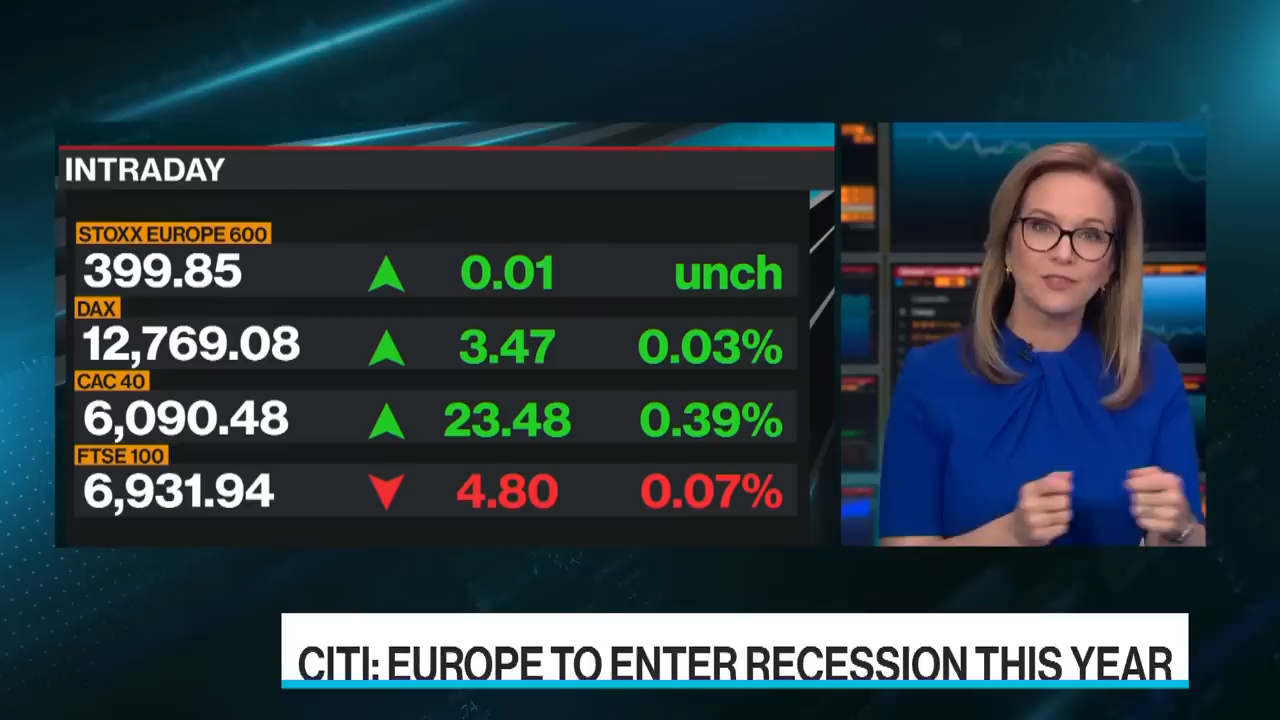 INTRADAY
STOXX EUROPE 600
399.85 ▲ 0.01 unch
DAX
12,769.08 ▲ 3.47 0.03%
CAC 40
6,090.48 ▲ 23.48 0.39%
FTSE 100
6,931.94 ▼ 4.80 0.07%
CITI: EUROPE TO ENTER RECESSION THIS YEAR